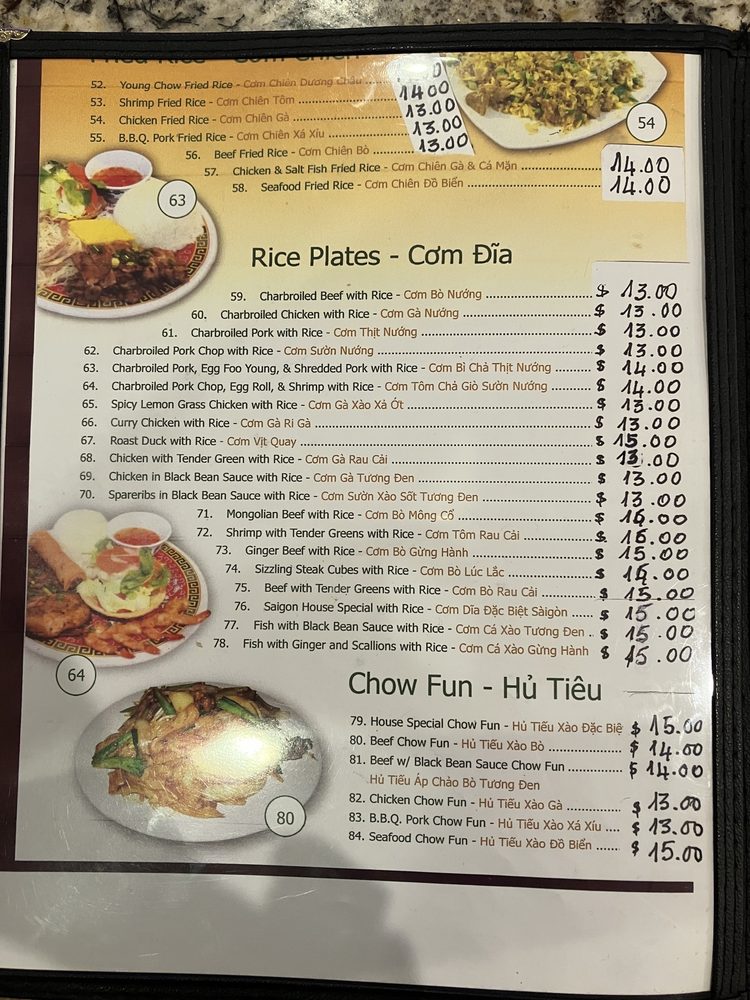 Rice - Cơm Chiên
52. Young Chow Fried Rice - Cơm Chiên Dương Châu
53. Shrimp Fried Rice - Cơm Chiên Tôm 14.00
54. Chicken Fried Rice - Cơm Chiên Gà 13.00
55. B.B.Q. Pork Fried Rice - Cơm Chiên Xá Xíu 13.00
56. Beef Fried Rice - Cơm Chiên Bò 13.00
57. Chicken & Salt Fish Fried Rice - Cơm Chiên Gà & Cá Mặn 14.00
58. Seafood Fried Rice - Cơm Chiên Đồ Biển 14.00
54
63
Rice Plates - Cơm Đĩa
59. Charbroiled Beef with Rice - Cơm Bò Nướng $ 13.00
60. Charbroiled Chicken with Rice - Cơm Gà Nướng $ 13.00
61. Charbroiled Pork with Rice - Cơm Thịt Nướng $ 13.00
62. Charbroiled Pork Chop with Rice - Cơm Sườn Nướng $ 13.00
63. Charbroiled Pork, Egg Foo Young, & Shredded Pork with Rice - Cơm Bì Chả Thịt Nướng $ 14.00
64. Charbroiled Pork Chop, Egg Roll, & Shrimp with Rice - Cơm Tôm Chả Giò Sườn Nướng $ 14.00
65. Spicy Lemon Grass Chicken with Rice - Cơm Gà Xào Xả Ớt $ 13.00
66. Curry Chicken with Rice - Cơm Gà Ri Gà $ 13.00
67. Roast Duck with Rice - Cơm Vịt Quay $ 15.00
68. Chicken with Tender Green with Rice - Cơm Gà Rau Cải $ 13.00
69. Chicken in Black Bean Sauce with Rice - Cơm Gà Tương Đen $ 13.00
70. Spareribs in Black Bean Sauce with Rice - Cơm Sườn Xào Sốt Tương Đen $ 13.00
71. Mongolian Beef with Rice - Cơm Bò Mông Cổ $ 16.00
72. Shrimp with Tender Greens with Rice - Cơm Tôm Rau Cải $ 16.00
73. Ginger Beef with Rice - Cơm Bò Gừng Hành $ 15.00
74. Sizzling Steak Cubes with Rice - Cơm Bò Lúc Lắc $
75. Beef with Tender Greens with Rice - Cơm Bò Rau Cải $ 15.00
76. Saigon House Special with Rice - Cơm Dĩa Đặc Biệt Sàigòn $ 15.00
77. Fish with Black Bean Sauce with Rice - Cơm Cá Xào Tương Đen $ 15.00
78. Fish with Ginger and Scallions with Rice - Cơm Cá Xào Gừng Hành $ 15.00
64
Chow Fun - Hủ Tiêu
79. House Special Chow Fun - Hủ Tiếu Xào Đặc Biệ $ 15.00
80. Beef Chow Fun - Hủ Tiếu Xào Bò $ 14.00
81. Beef w/ Black Bean Sauce Chow Fun $ 14.00
Hủ Tiếu Áp Chảo Bò Tương Đen
82. Chicken Chow Fun - Hủ Tiếu Xào Gà $ 13.00
83. B.B.Q. Pork Chow Fun - Hủ Tiếu Xào Xá Xíu $ 13.00
84. Seafood Chow Fun - Hủ Tiếu Xào Đồ Biển $ 15.00
80